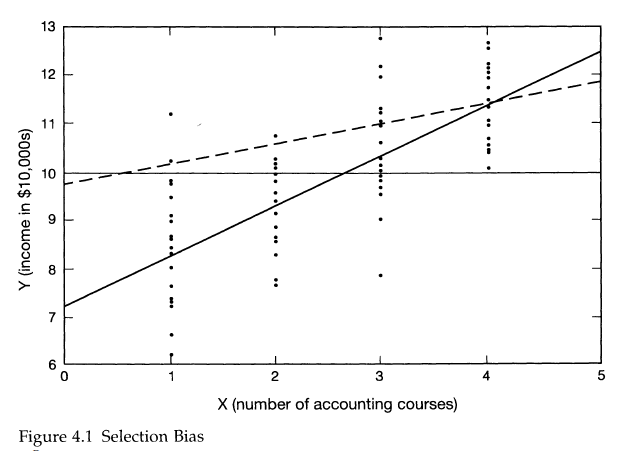 13
12
11
10
9
8
7
6
Y (income in $10,000s)
0 1 2 3 4 5
X (number of accounting courses)
Figure 4.1 Selection Bias